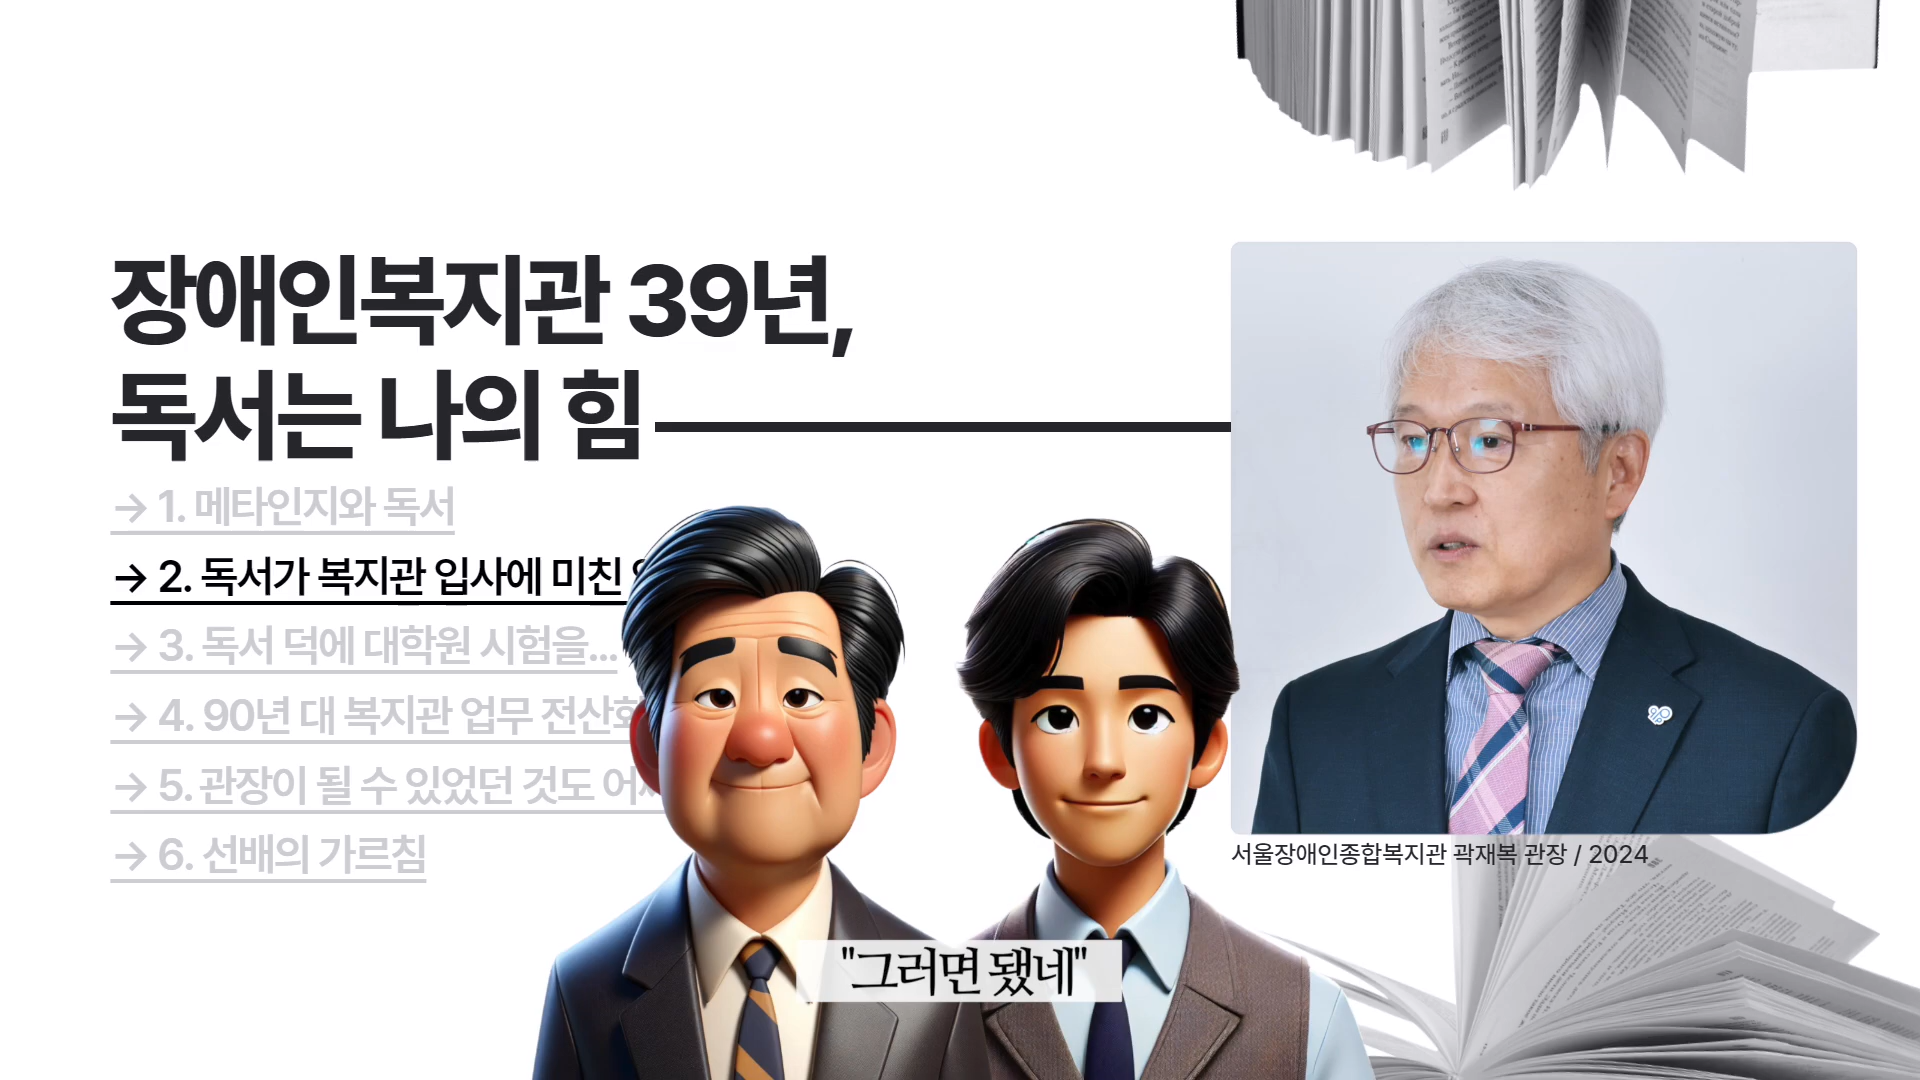 장애인복지관 39년,
독서는 나의 힘
→ 1. 메타인지와 독서
→ 2. 독서가 복지관 입사에 미친
→ 3. 독서 덕에 대학원 시험을...
→ 4. 90년 대 복지관 업무 전산화
→ 5. 관장이 될 수 있었던 것도
→ 6. 선배의 가르침
서울장애인종합복지관 곽재복 관장 / 2024
"그러면 됐네"